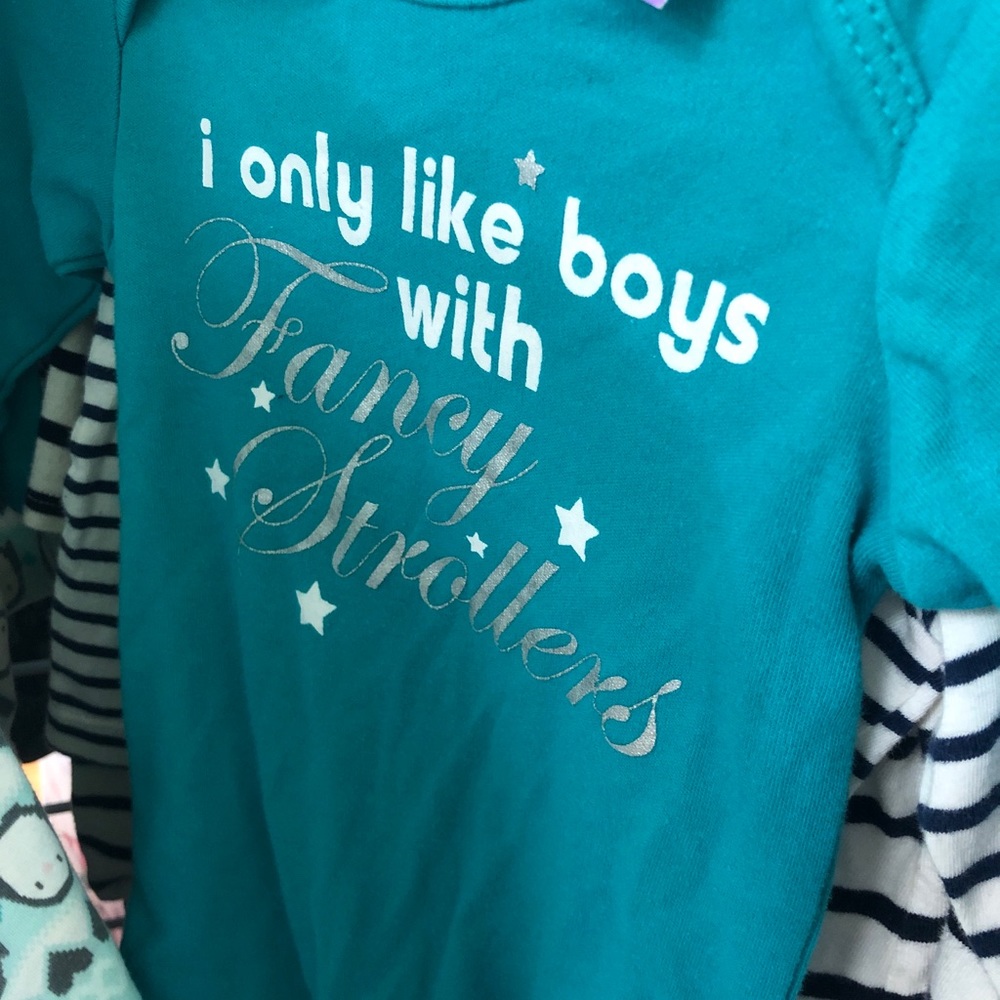 i only like boys
with
Fancy
Strollers